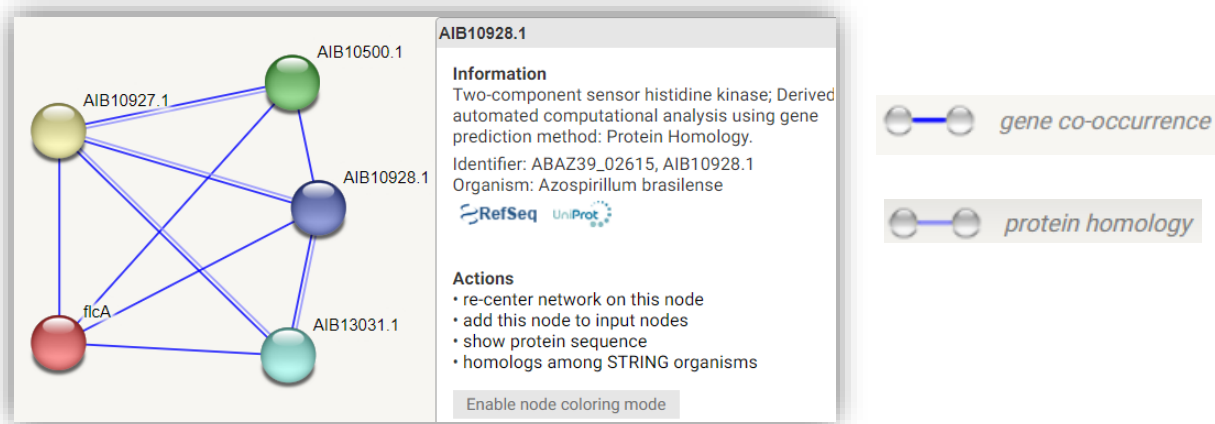 AIB10500.1
AIB10927.1
AIB10928.1
flcA
AIB13031.1
AIB10928.1
Information
Two-component sensor histidine kinase; Derived
automated computational analysis using gene
prediction method: Protein Homology.
Identifier: ABAZ39_02615, AIB10928.1
Organism: Azospirillum brasilense
RefSeq UniProt
Actions
• re-center network on this node
• add this node to input nodes
• show protein sequence
• homologs among STRING organisms
Enable node coloring mode
gene co-occurrence
protein homology